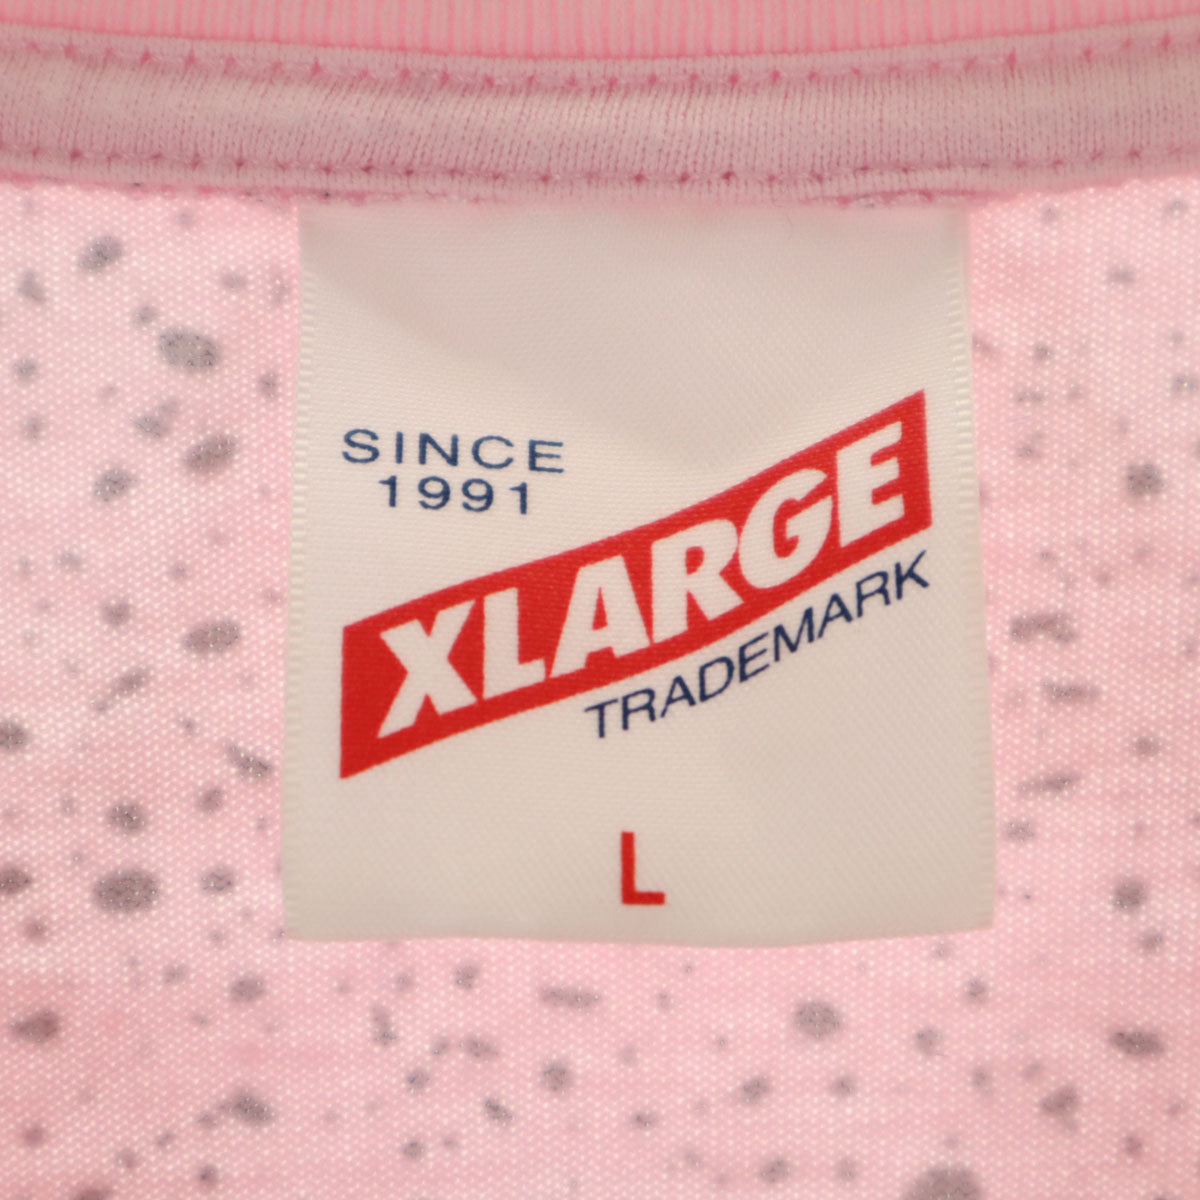 SINCE
1991
XLARGE
TRADEMARK
L